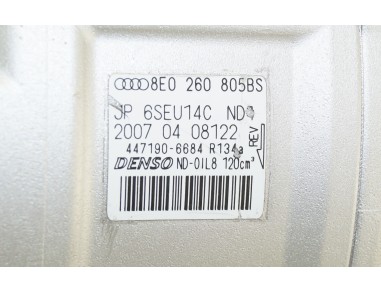 8E0 260 805BS
JP 6SEU14C ND
2007 04 08122
447190-6684 R134a
DENSO ND-OIL8 120cm³
REV